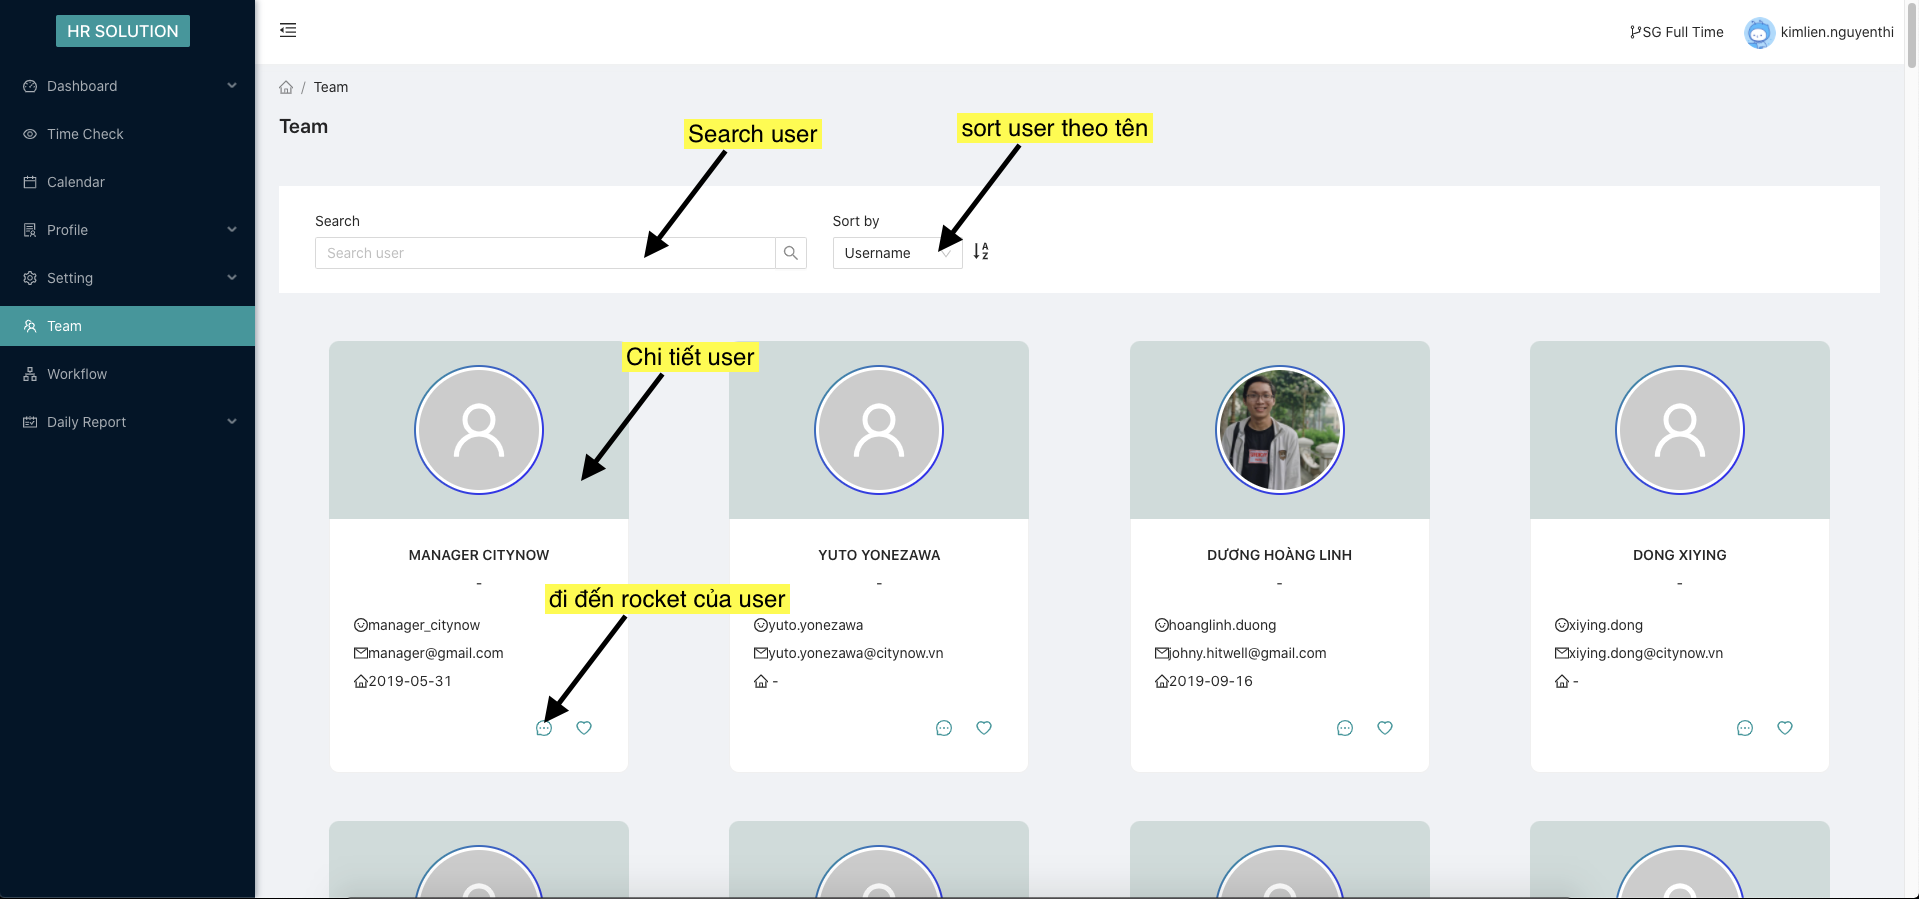 HR SOLUTION
SG Full Time
kimlien.nguyenthi
Dashboard
Time Check
Calendar
Profile
Setting
Team
Workflow
Daily Report
/ Team
Team
Search user
sort user theo tên
Search
Sort by
Search user
Username
A
Z
Chi tiết user
MANAGER CITYNOW
-
manager_citynow
manager@gmail.com
2019-05-31
đi đến rocket của user
YUTO YONEZAWA
-
yuto.yonezawa
yuto.yonezawa@citynow.vn
-
DƯƠNG HOÀNG LINH
-
hoanglinh.duong
johny.hitwell@gmail.com
2019-09-16
DONG XIYING
-
xiying.dong
xiying.dong@citynow.vn
-